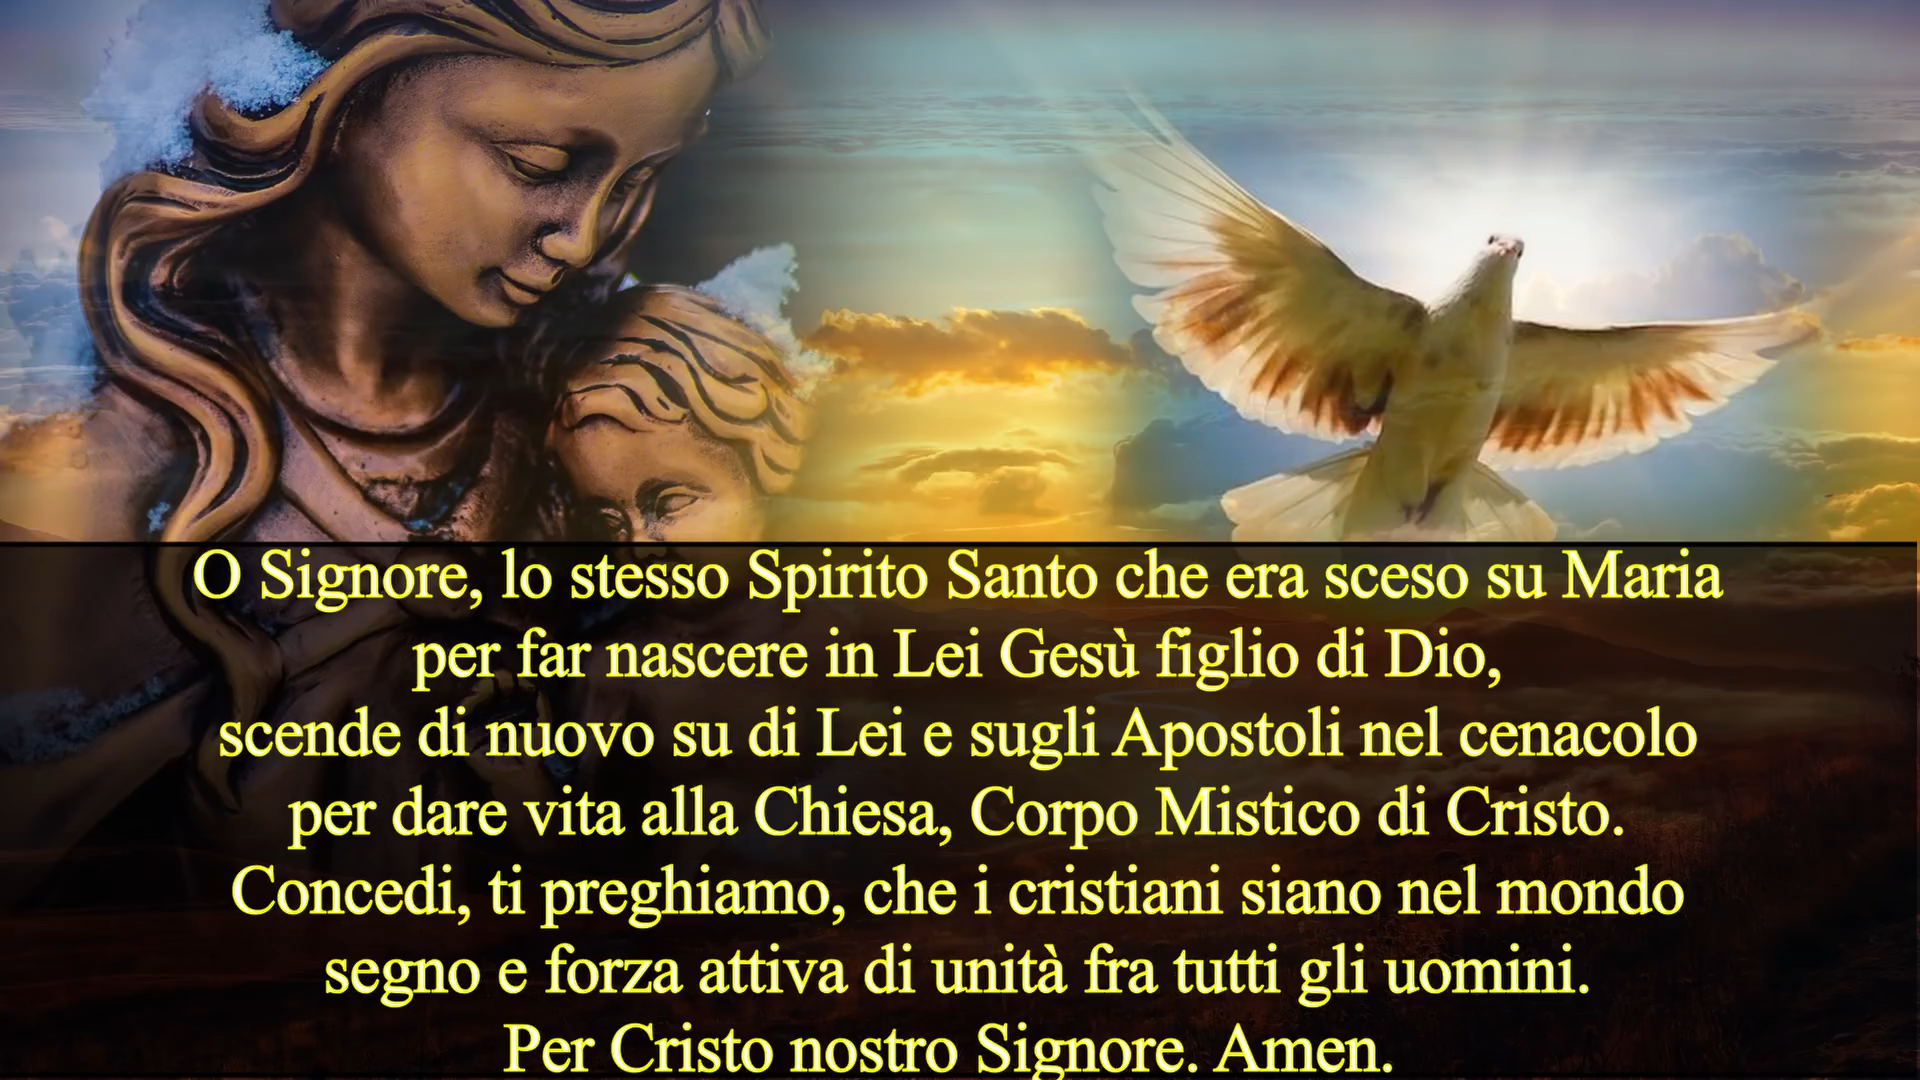 O Signore, lo stesso Spirito Santo che era sceso su Maria
per far nascere in Lei Gesù figlio di Dio,
scende di nuovo su di Lei e sugli Apostoli nel cenacolo
per dare vita alla Chiesa, Corpo Mistico di Cristo.
Concedi, ti preghiamo, che i cristiani siano nel mondo
segno e forza attiva di unità fra tutti gli uomini.
Per Cristo nostro Signore. Amen.